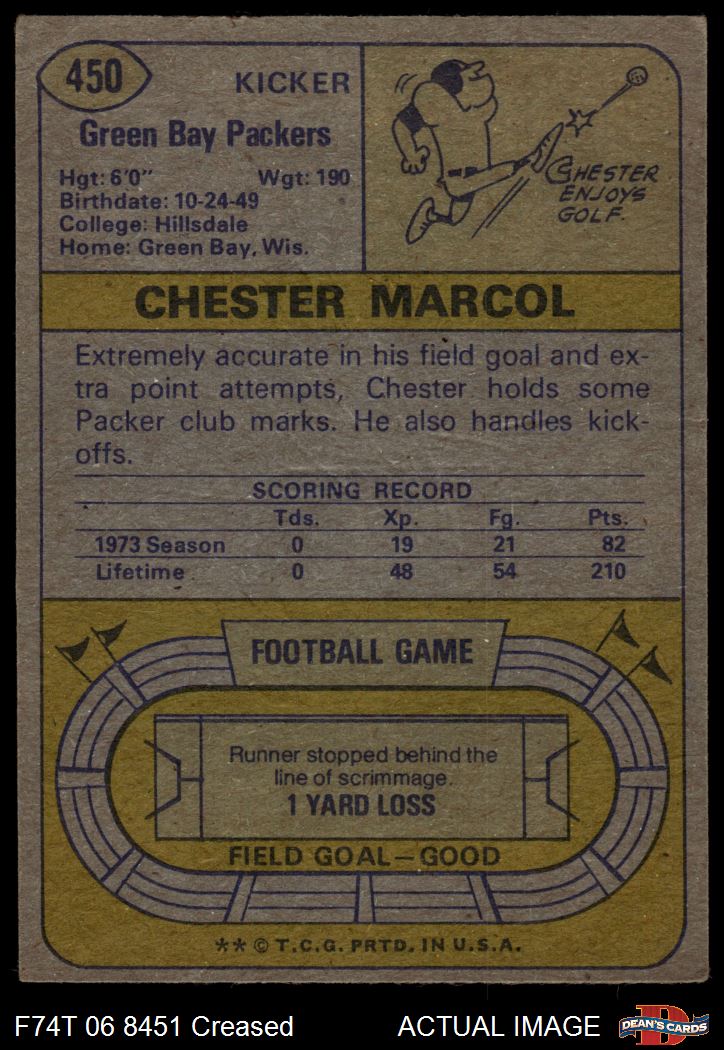 450
KICKER
Green Bay Packers
Hgt: 6'0" Wgt: 190
Birthdate: 10-24-49
College: Hillsdale
Home: Green Bay, Wis.
CHESTER
ENJOYS
GOLF.
CHESTER MARCOL
Extremely accurate in his field goal and ex-
tra point attempts, Chester holds some
Packer club marks. He also handles kick-
offs.
SCORING RECORD
Tds. Xp. Fg. Pts.
1973 Season 0 19 21 82
Lifetime 0 48 54 210
FOOTBALL GAME
Runner stopped behind the
line of scrimmage.
1 YARD LOSS
FIELD GOAL—GOOD
** © T.C.G. PRTD. IN U.S.A.
F74T 06 8451 Creased ACTUAL IMAGE
D
DEAN'S CARDS